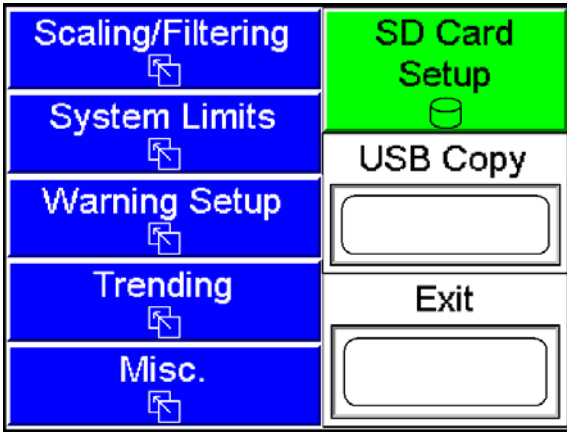 Scaling/Filtering
System Limits
Warning Setup
Trending
Misc.
SD Card
Setup
USB Copy
Exit